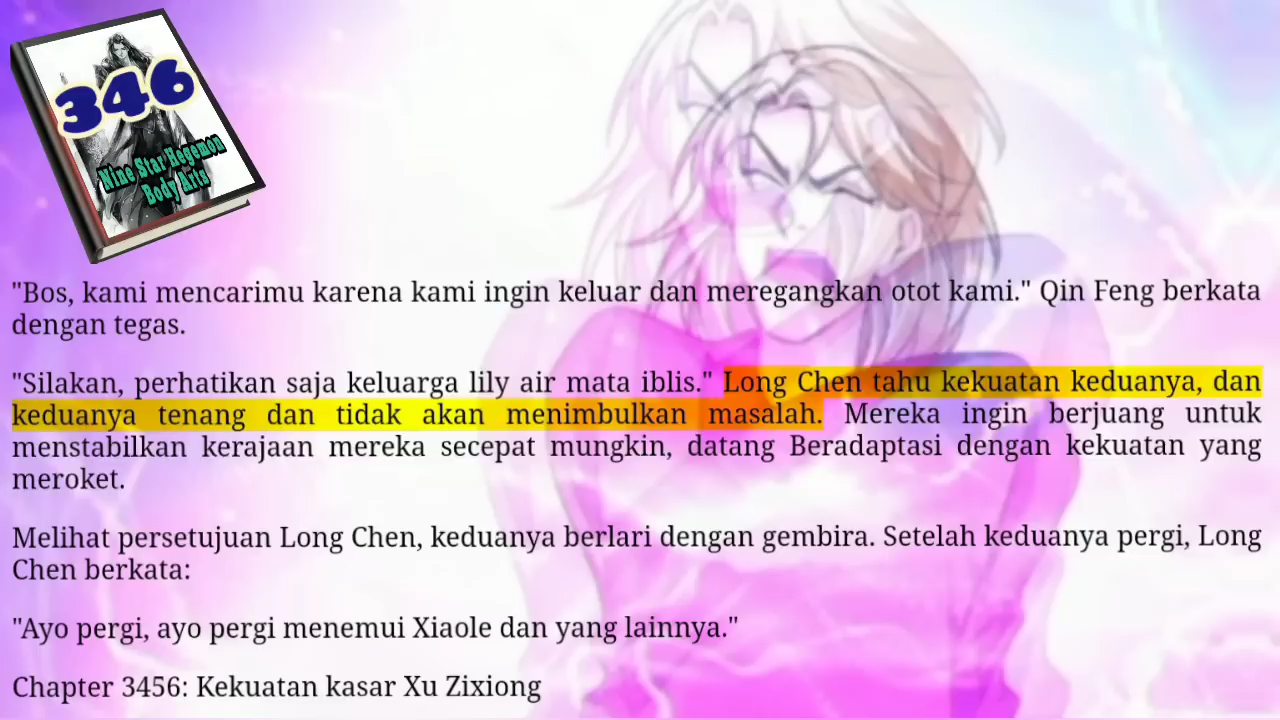 346
Nine Star Hegemon
Body Arts
"Bos, kami mencarimu karena kami ingin keluar dan meregangkan otot kami." Qin Feng berkata
dengan tegas.
"Silakan, perhatikan saja keluarga lily air mata iblis." Long Chen tahu kekuatan keduanya, dan
keduanya tenang dan tidak akan menimbulkan masalah. Mereka ingin berjuang untuk
menstabilkan kerajaan mereka secepat mungkin, datang Beradaptasi dengan kekuatan yang
meroket.
Melihat persetujuan Long Chen, keduanya berlari dengan gembira. Setelah keduanya pergi, Long
Chen berkata:
"Ayo pergi, ayo pergi menemui Xiaole dan yang lainnya."
Chapter 3456: Kekuatan kasar Xu Zixiong